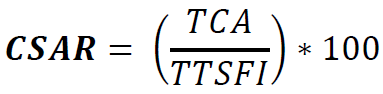 CSAR = (TCA / TTSFI) * 100